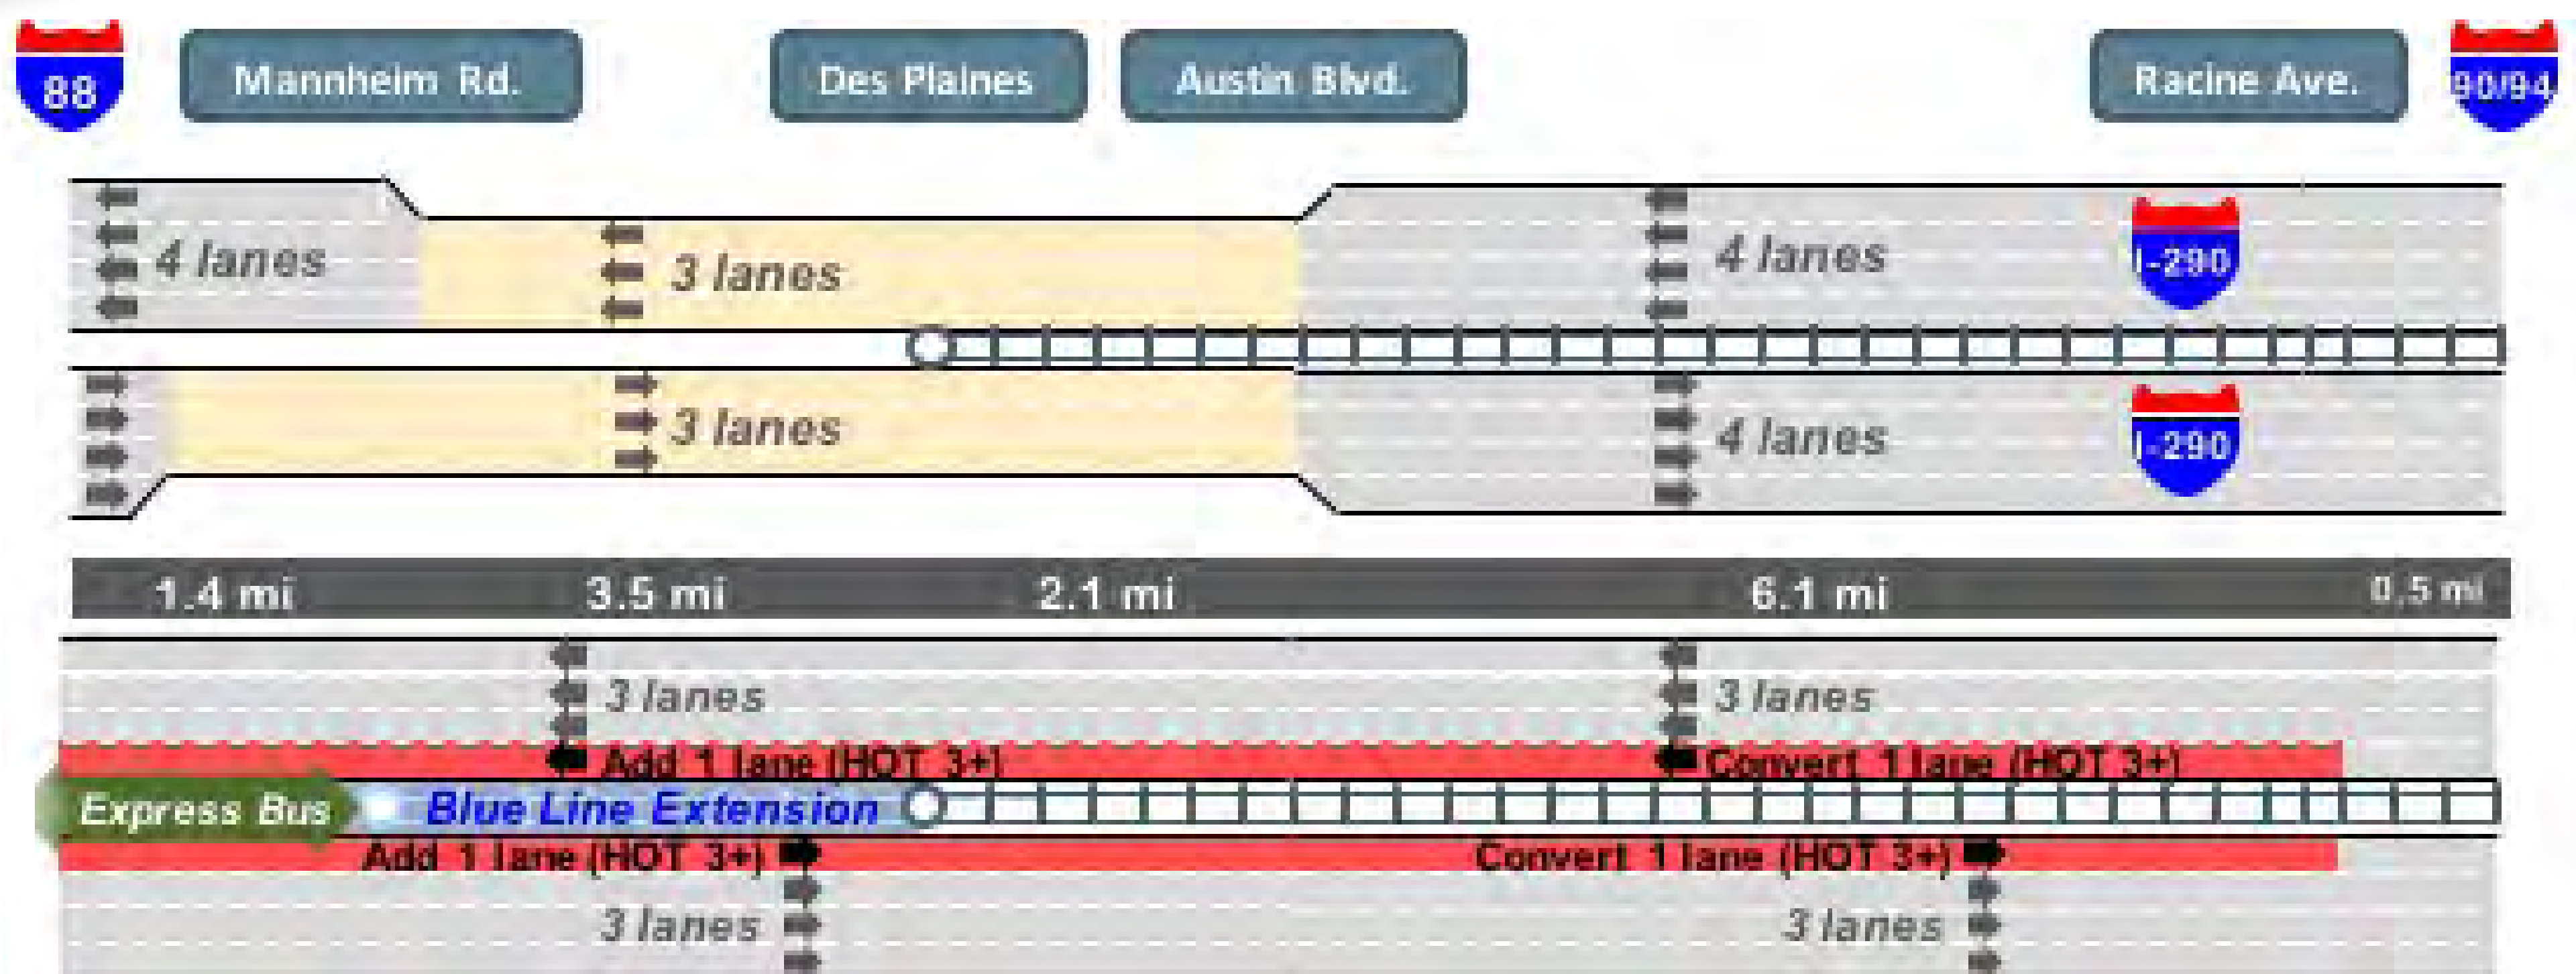 88 Mannheim Rd. Des Plaines Austin Blvd. Racine Ave. 90/94
4 lanes 3 lanes 4 lanes I-290
3 lanes 4 lanes I-290
1.4 mi 3.5 mi 2.1 mi 6.1 mi 0.5 mi
3 lanes 3 lanes
Add 1 lane (HOT 3+) Convert 1 lane (HOT 3+)
Express Bus Blue Line Extension
Add 1 lane (HOT 3+) Convert 1 lane (HOT 3+)
3 lanes 3 lanes